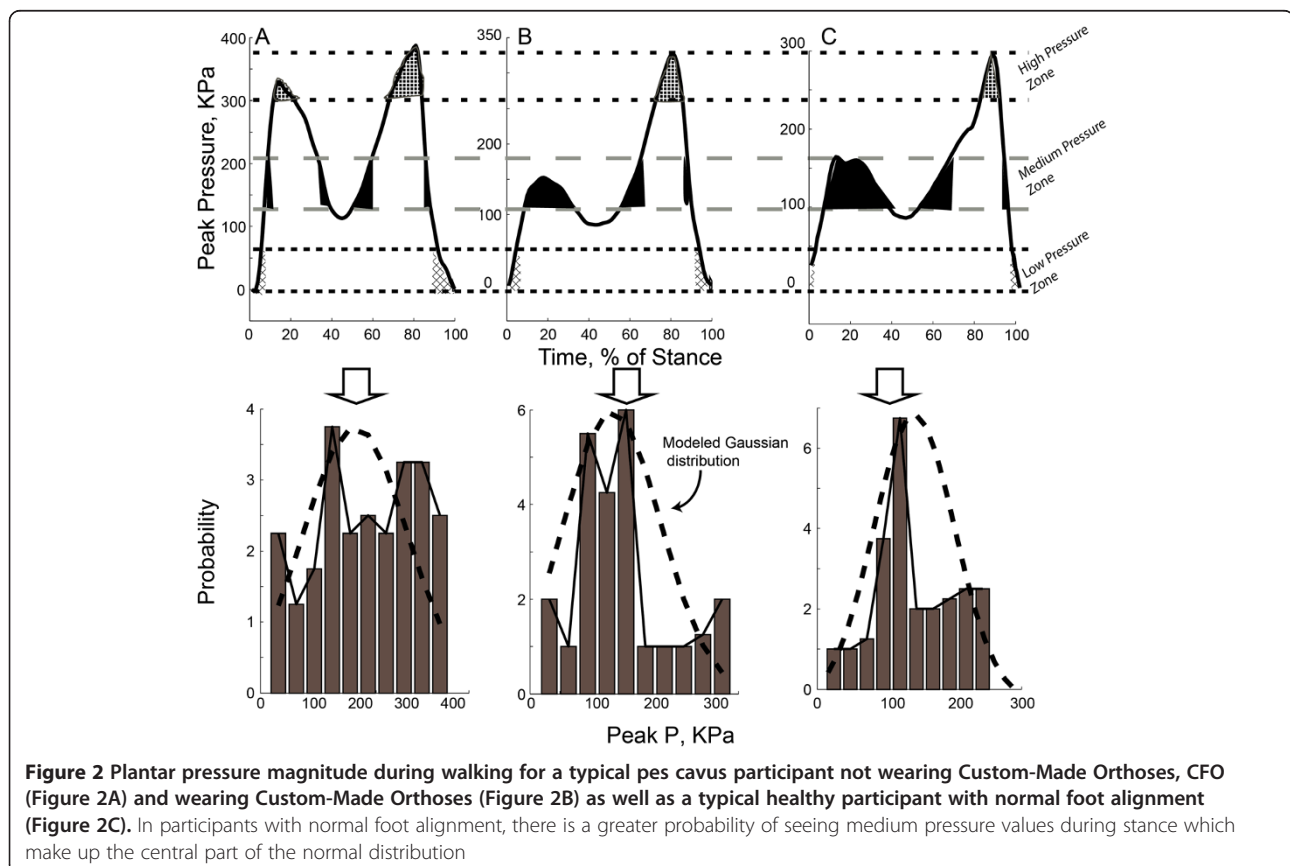 A
B
C
Peak Pressure, KPa
400
300
200
100
0
350
200
100
0
300
200
100
0
High Pressure
Zone
Medium Pressure
Zone
Low Pressure
Zone
0 20 40 60 80 100
0 20 40 60 80 100
0 20 40 60 80 100
Time, % of Stance
Probability
4
3
2
1
0
6
4
2
0
6
4
2
0
Modeled Gaussian
distribution
0 100 200 300 400
0 100 200 300
0 100 200 300
Peak P, KPa
Figure 2 Plantar pressure magnitude during walking for a typical pes cavus participant not wearing Custom-Made Orthoses, CFO
(Figure 2A) and wearing Custom-Made Orthoses (Figure 2B) as well as a typical healthy participant with normal foot alignment
(Figure 2C). In participants with normal foot alignment, there is a greater probability of seeing medium pressure values during stance which
make up the central part of the normal distribution